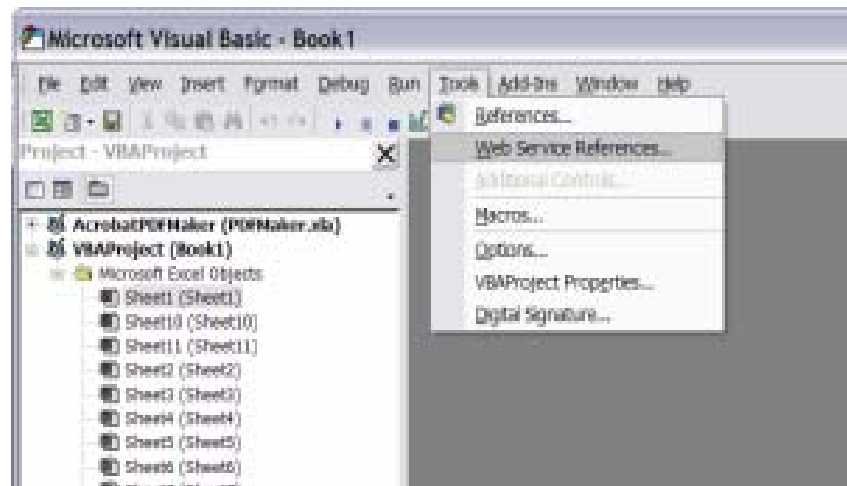 Microsoft Visual Basic - Book1
File Edit View Insert Format Debug Run Tools Add-Ins Window Help
References...
Project - VBAProject
Web Service References...
Additional Controls...
AcrobatPDFMaker (PDFMaker.xla)
Macros...
VBAProject (Book1)
Options...
Microsoft Excel Objects
VBAProject Properties...
Sheet1 (Sheet1)
Digital Signature...
Sheet10 (Sheet10)
Sheet11 (Sheet11)
Sheet2 (Sheet2)
Sheet3 (Sheet3)
Sheet4 (Sheet4)
Sheet5 (Sheet5)
Sheet6 (Sheet6)